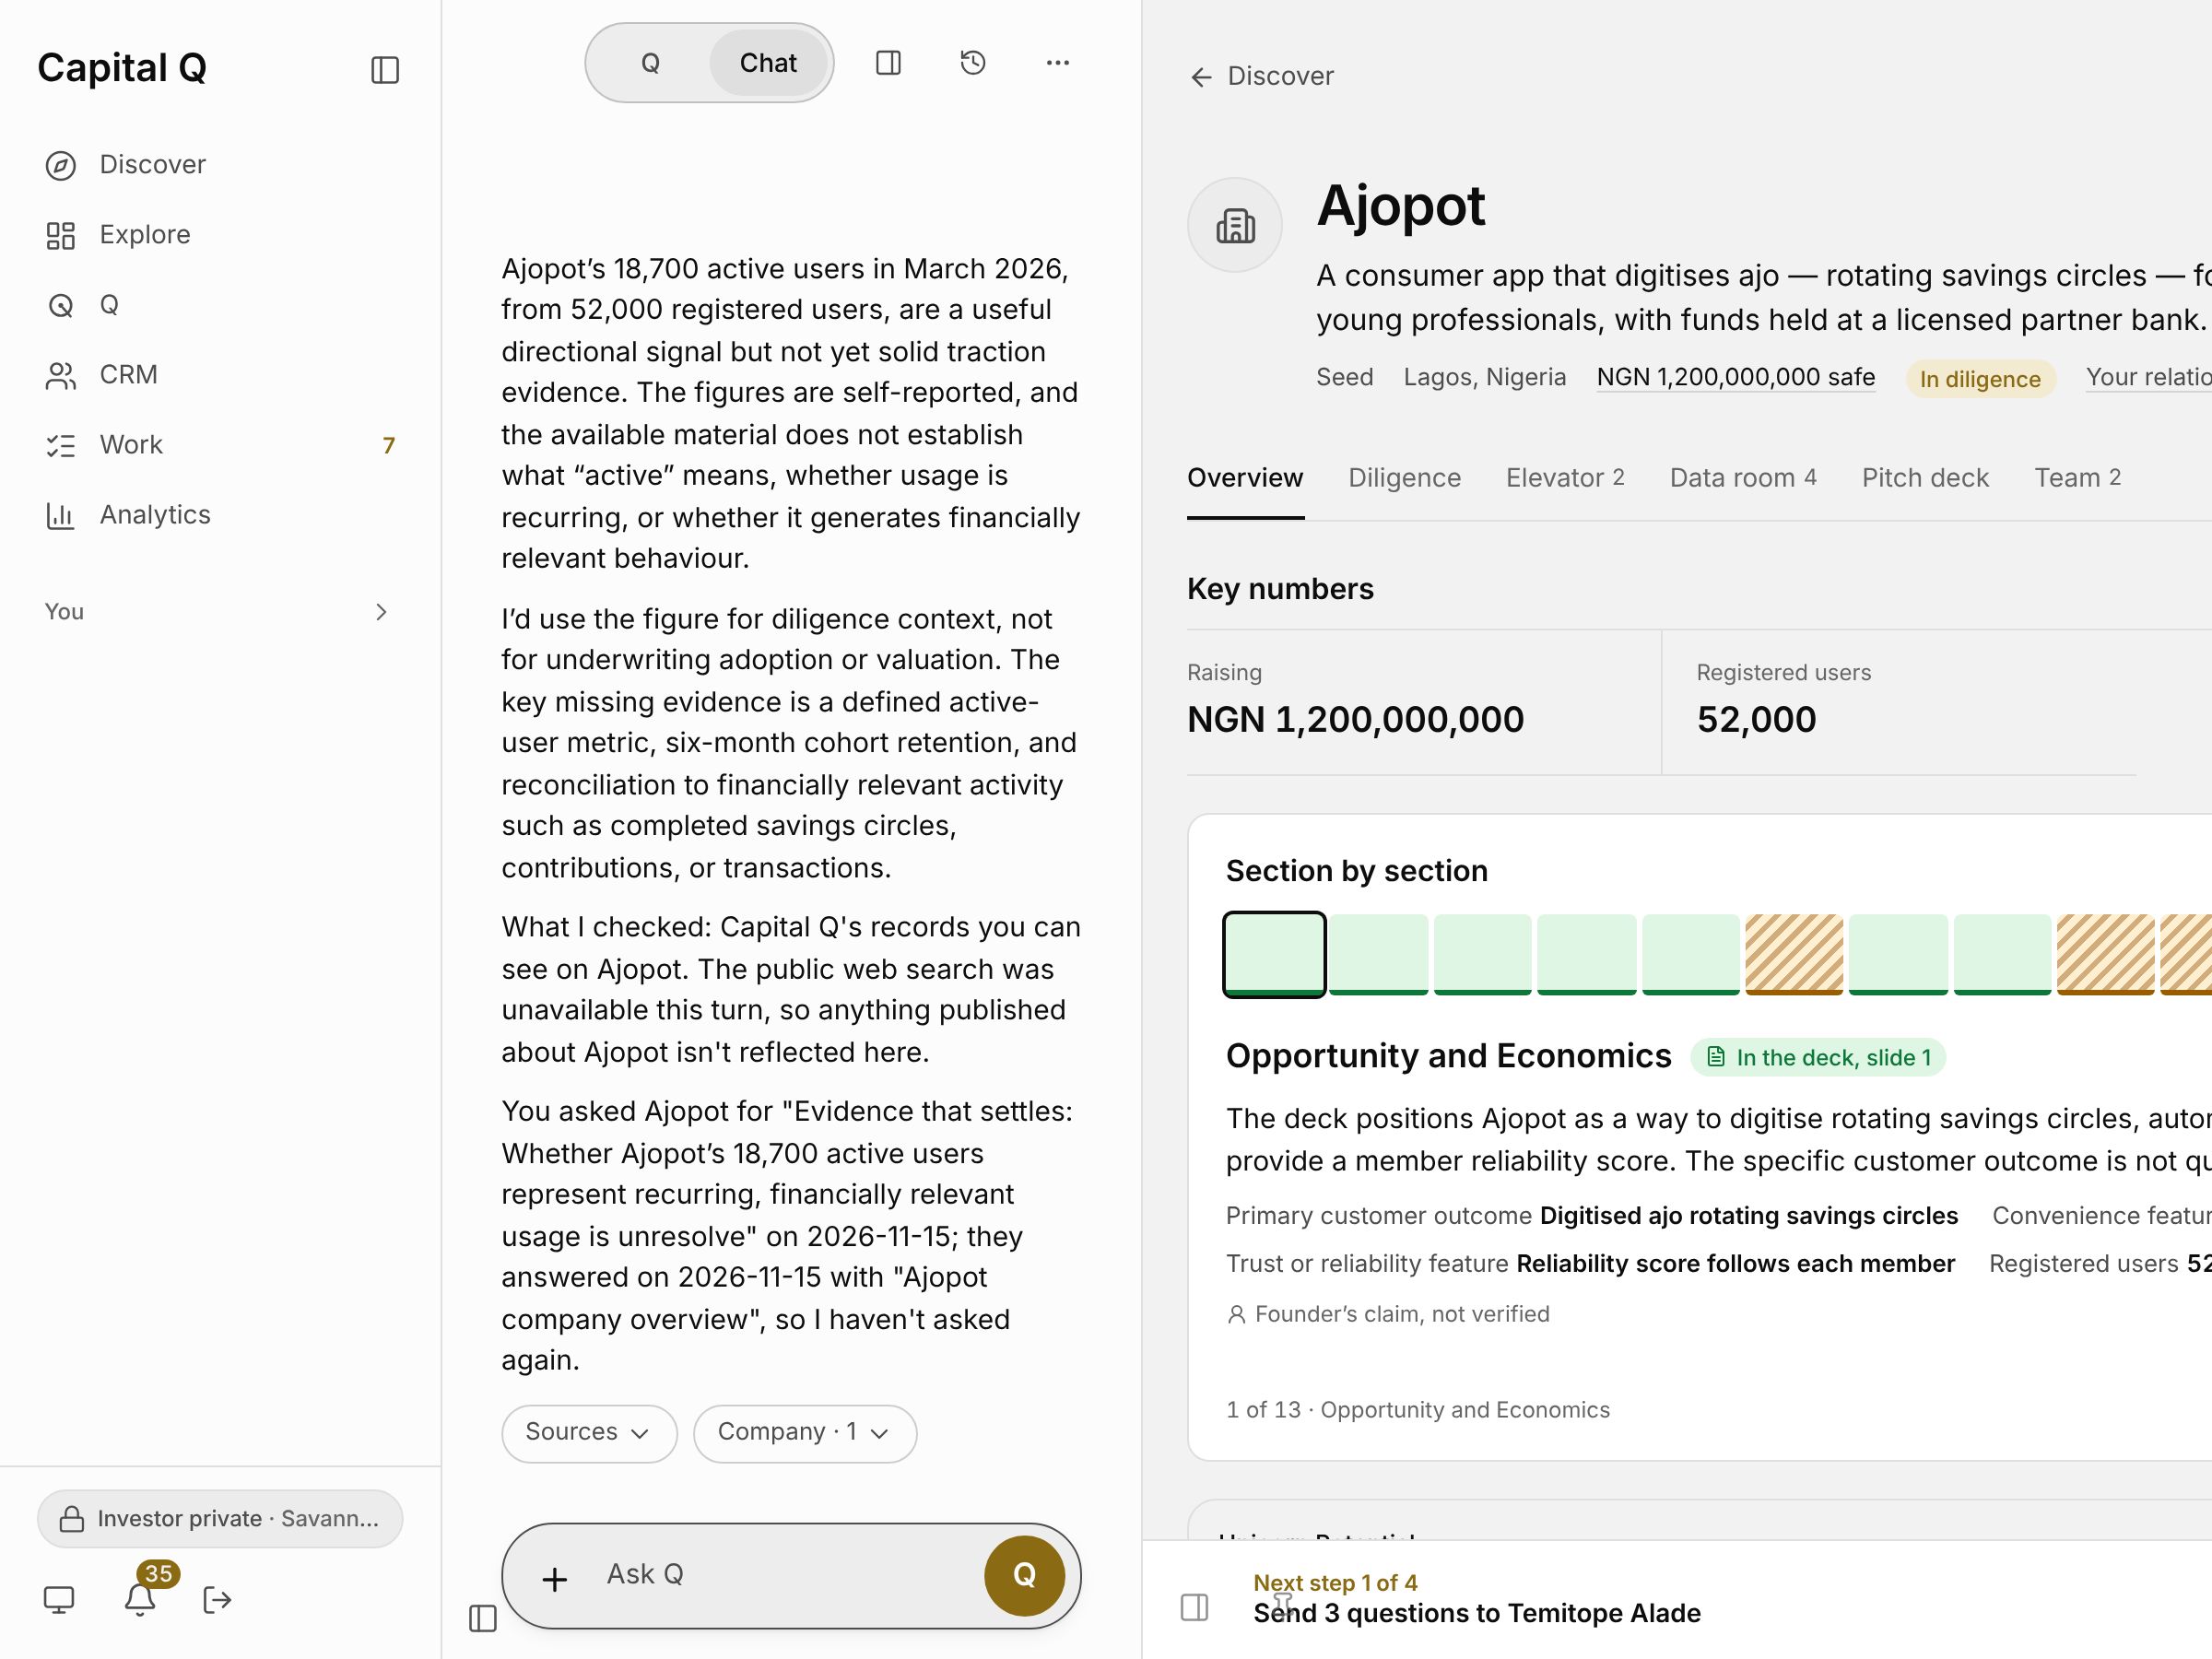 Capital Q
Discover
Explore
Q
CRM
Work 7
Analytics
You
Investor private · Savann...
35
Q Chat
Ajopot’s 18,700 active users in March 2026,
from 52,000 registered users, are a useful
directional signal but not yet solid traction
evidence. The figures are self-reported, and
the available material does not establish
what “active” means, whether usage is
recurring, or whether it generates financially
relevant behaviour.
I’d use the figure for diligence context, not
for underwriting adoption or valuation. The
key missing evidence is a defined active-
user metric, six-month cohort retention, and
reconciliation to financially relevant activity
such as completed savings circles,
contributions, or transactions.
What I checked: Capital Q's records you can
see on Ajopot. The public web search was
unavailable this turn, so anything published
about Ajopot isn't reflected here.
You asked Ajopot for "Evidence that settles:
Whether Ajopot’s 18,700 active users
represent recurring, financially relevant
usage is unresolve" on 2026-11-15; they
answered on 2026-11-15 with "Ajopot
company overview", so I haven't asked
again.
Sources Company · 1
Ask Q Q
Discover
Ajopot
A consumer app that digitises ajo — rotating savings circles — fo
young professionals, with funds held at a licensed partner bank.
Seed Lagos, Nigeria NGN 1,200,000,000 safe In diligence Your relatio
Overview Diligence Elevator 2 Data room 4 Pitch deck Team 2
Key numbers
Raising Registered users
NGN 1,200,000,000 52,000
Section by section
Opportunity and Economics In the deck, slide 1
The deck positions Ajopot as a way to digitise rotating savings circles, autom
provide a member reliability score. The specific customer outcome is not qu
Primary customer outcome Digitised ajo rotating savings circles Convenience featur
Trust or reliability feature Reliability score follows each member Registered users 52
Founder’s claim, not verified
1 of 13 · Opportunity and Economics
Next step 1 of 4
Send 3 questions to Temitope Alade